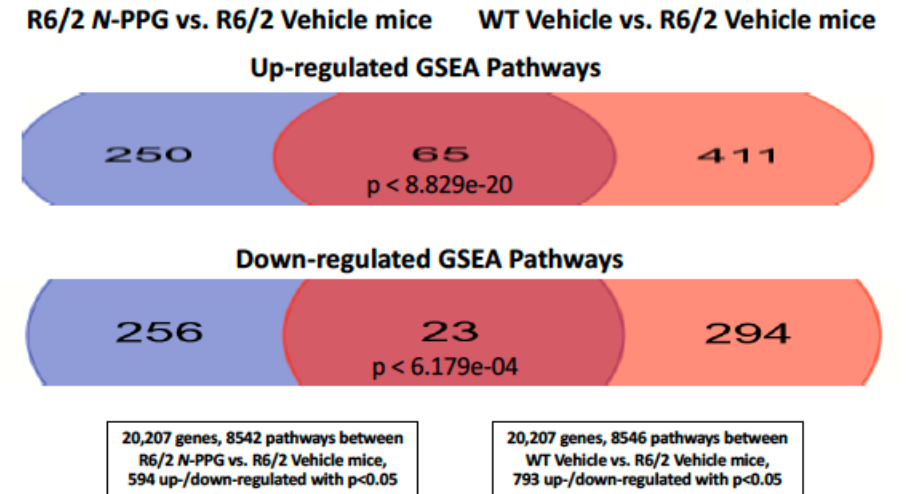 R6/2 N-PPG vs. R6/2 Vehicle mice
WT Vehicle vs. R6/2 Vehicle mice
Up-regulated GSEA Pathways
250
65
411
p < 8.829e-20
Down-regulated GSEA Pathways
256
23
294
p < 6.179e-04
20,207 genes, 8542 pathways between
R6/2 N-PPG vs. R6/2 Vehicle mice,
594 up-/down-regulated with p<0.05
20,207 genes, 8546 pathways between
WT Vehicle vs. R6/2 Vehicle mice,
793 up-/down-regulated with p<0.05